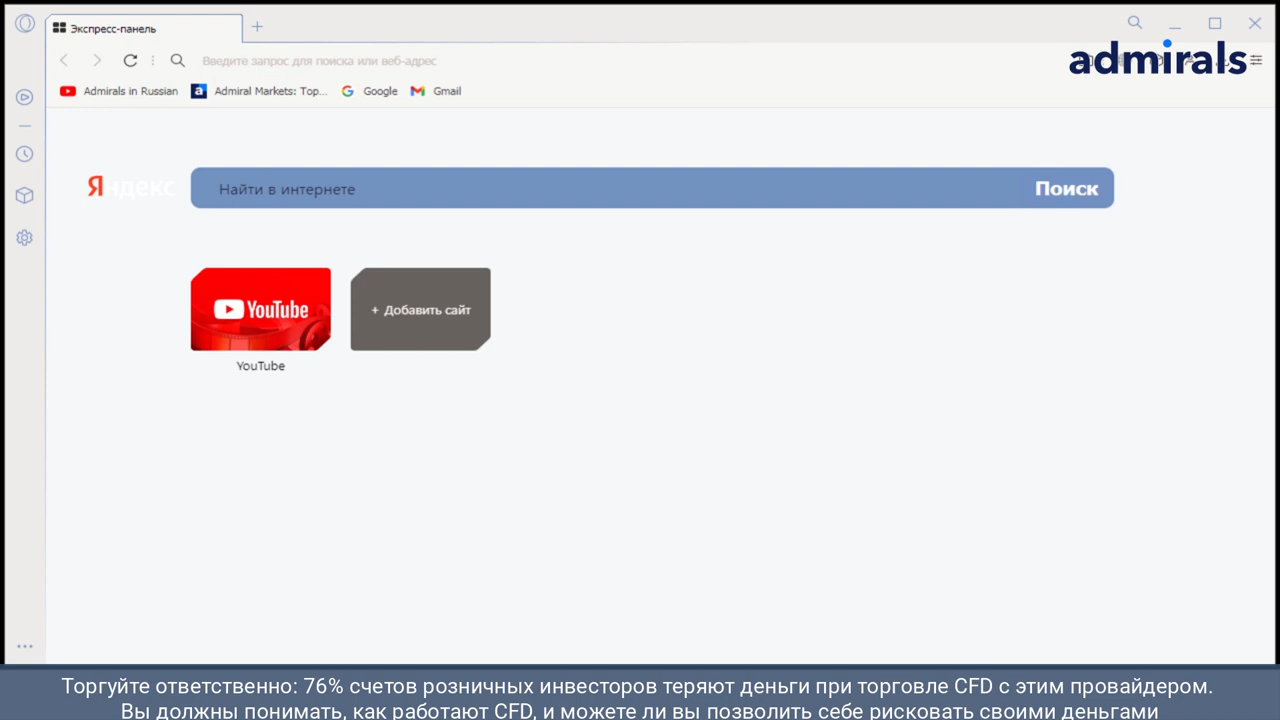 Экспресс-панель
admirals
Введите запрос для поиска или веб-адрес
Admirals in Russian
a Admiral Markets: Top...
Google
Gmail
Яндекс
Найти в интернете
Поиск
YouTube
+ Добавить сайт
YouTube
Торгуйте ответственно: 76% счетов розничных инвесторов теряют деньги при торговле CFD с этим провайдером.
Вы должны понимать, как работают CFD, и можете ли вы позволить себе рисковать своими деньгами